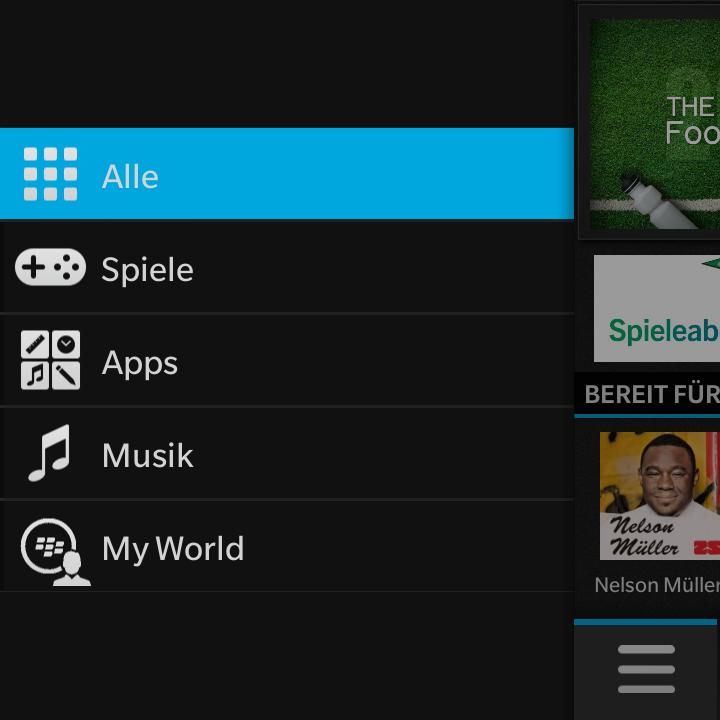 Alle
Spiele
Apps
Musik
My World
THE
Foo
Spieleab
BEREIT FÜR
Nelson
Müller
Nelson Müller